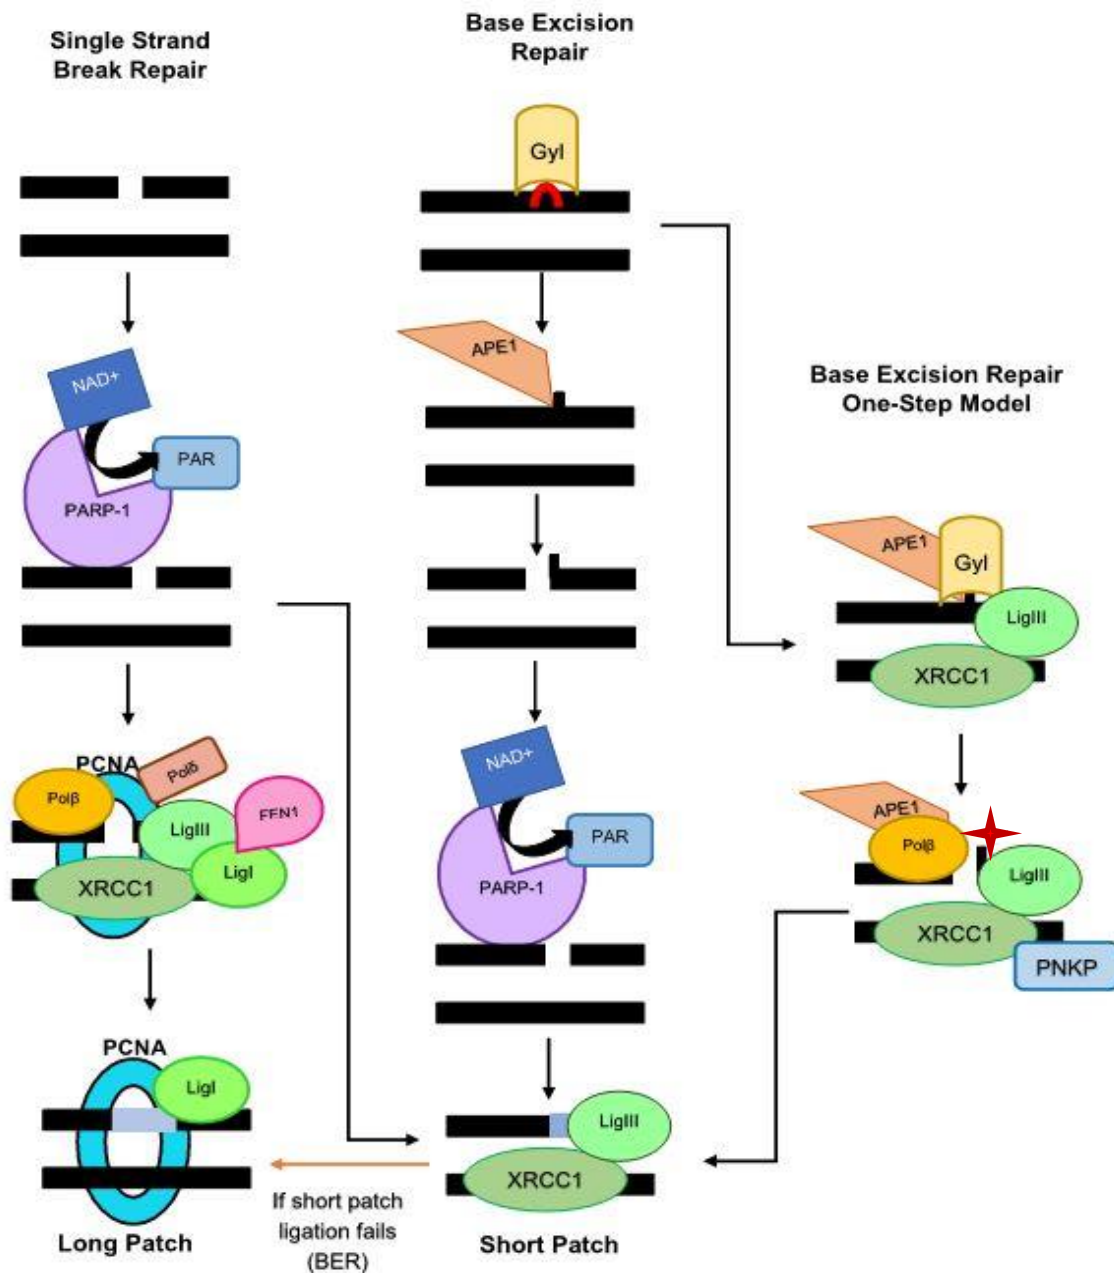 Single Strand
Break Repair
NAD+
PAR
PARP-1
PCNA
Polδ
Polβ
FEN1
LigIII
LigI
XRCC1
PCNA
LigI
Long Patch
If short patch
ligation fails
(BER)
Base Excision
Repair
Gyl
APE1
NAD+
PAR
PARP-1
LigIII
XRCC1
Short Patch
Base Excision Repair
One-Step Model
APE1
Gyl
LigIII
XRCC1
APE1
Polβ
LigIII
XRCC1
PNKP